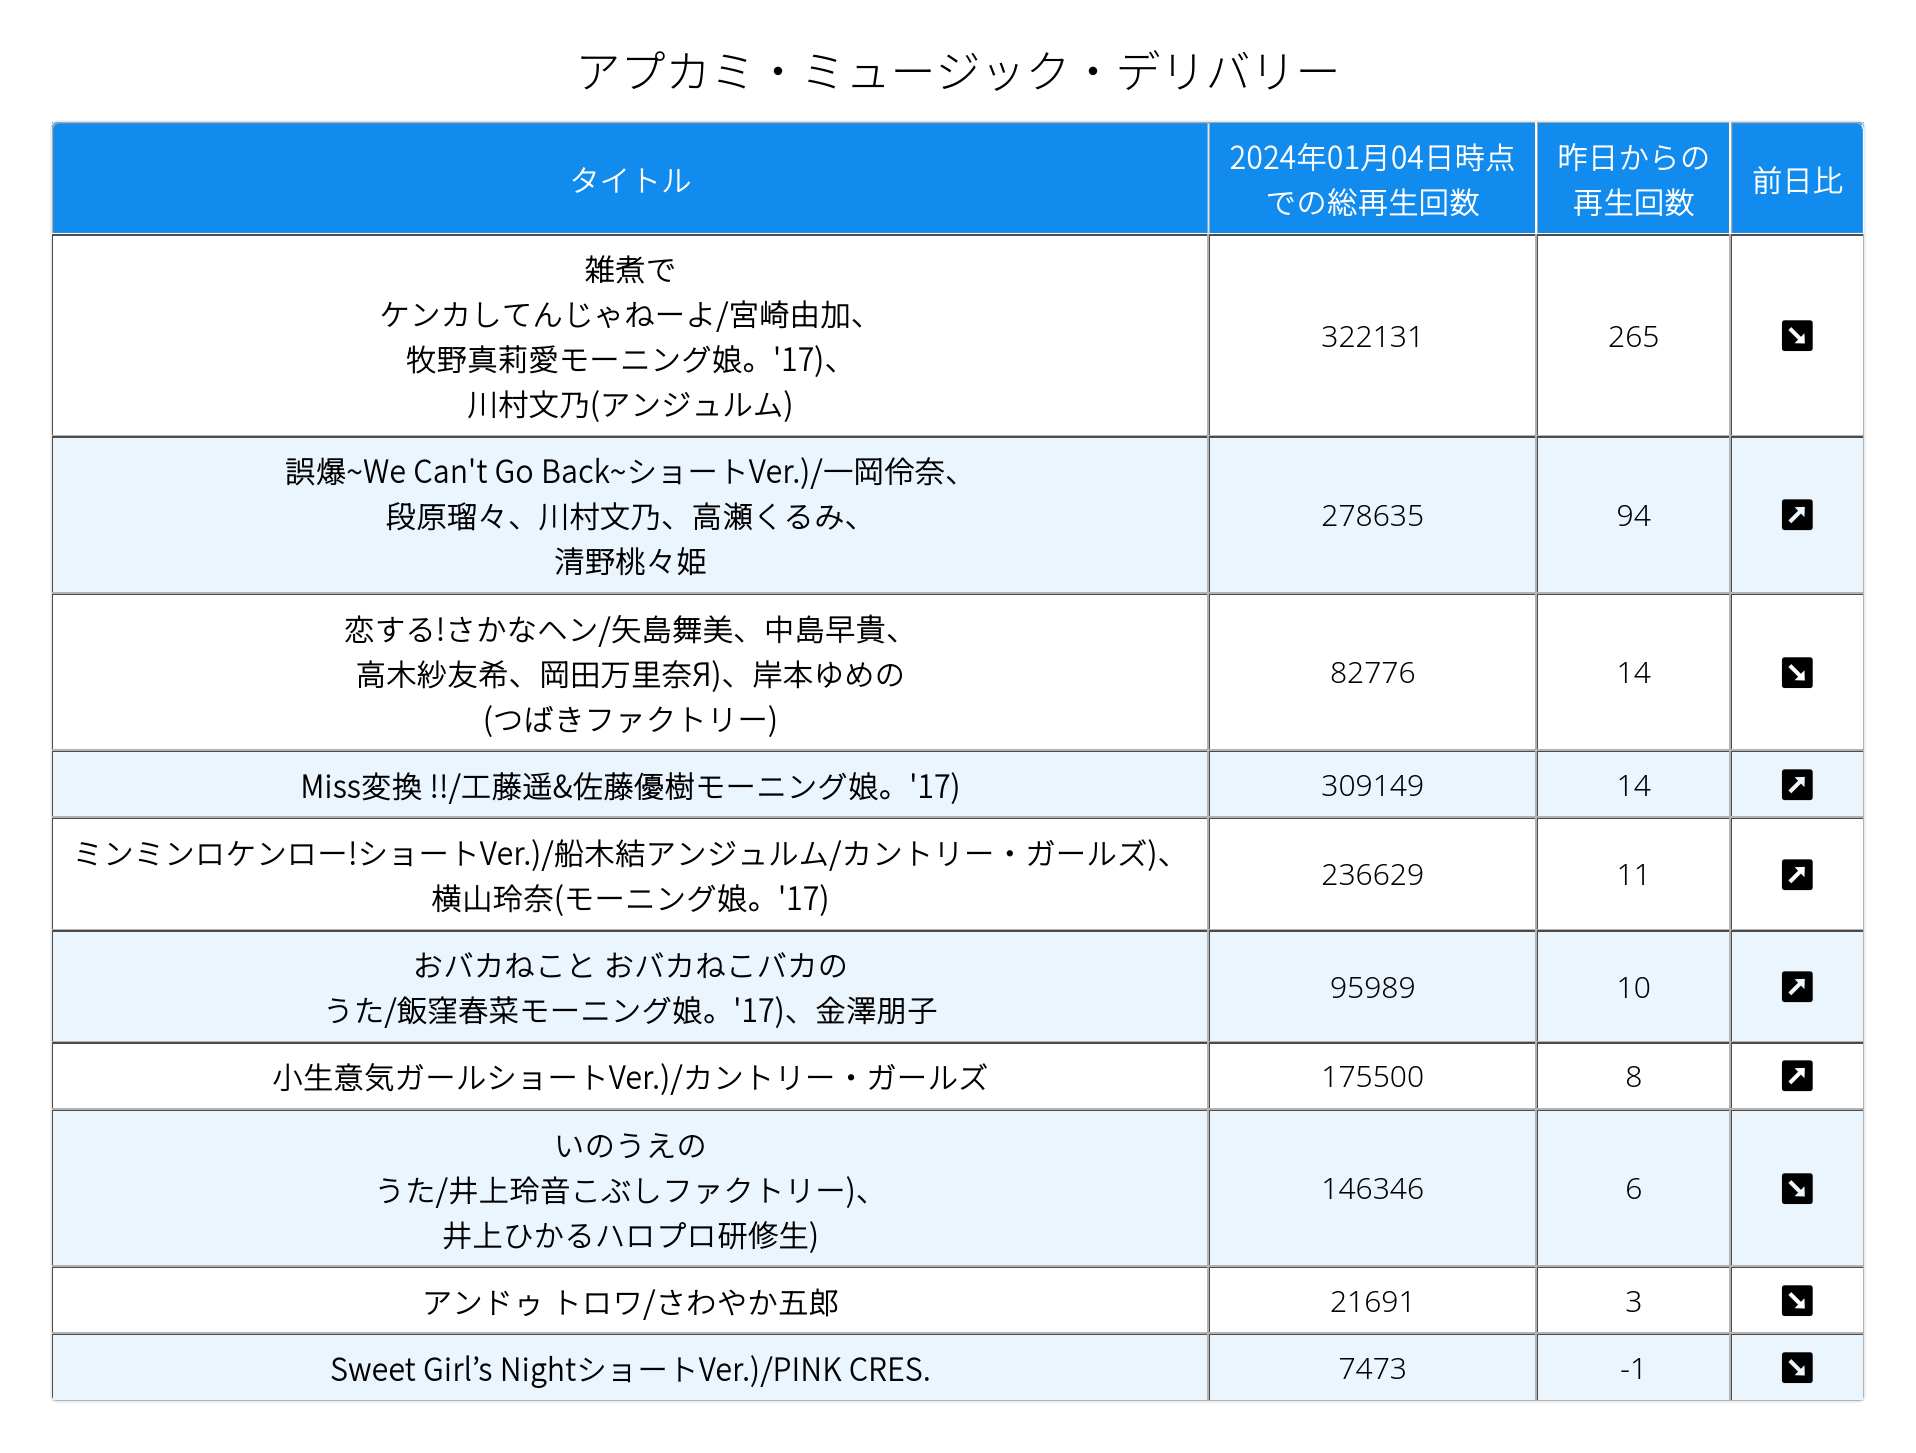 アプカミ・ミュージック・デリバリー
タイトル
2024年01月04日時点
での総再生回数
昨日からの
再生回数
前日比
雑煮で
ケンカしてんじゃねーよ/宮崎由加、
牧野真莉愛モーニング娘。'17)、
川村文乃(アンジュルム)
322131
265
誤爆~We Can't Go Back~ショートVer.)/一岡伶奈、
段原瑠々、川村文乃、高瀬くるみ、
清野桃々姫
278635
94
恋する!さかなヘン/矢島舞美、中島早貴、
高木紗友希、岡田万里奈Я)、岸本ゆめの
(つばきファクトリー)
82776
14
Miss変換 !!/工藤遥&佐藤優樹モーニング娘。'17)
309149
14
ミンミンロケンロー!ショートVer.)/船木結アンジュルム/カントリー・ガールズ)、
横山玲奈(モーニング娘。'17)
236629
11
おバカねこと おバカねこバカの
うた/飯窪春菜モーニング娘。'17)、金澤朋子
95989
10
小生意気ガールショートVer.)/カントリー・ガールズ
175500
8
いのうえの
うた/井上玲音こぶしファクトリー)、
井上ひかるハロプロ研修生)
146346
6
アンドゥ トロワ/さわやか五郎
21691
3
Sweet Girl’s NightショートVer.)/PINK CRES.
7473
-1